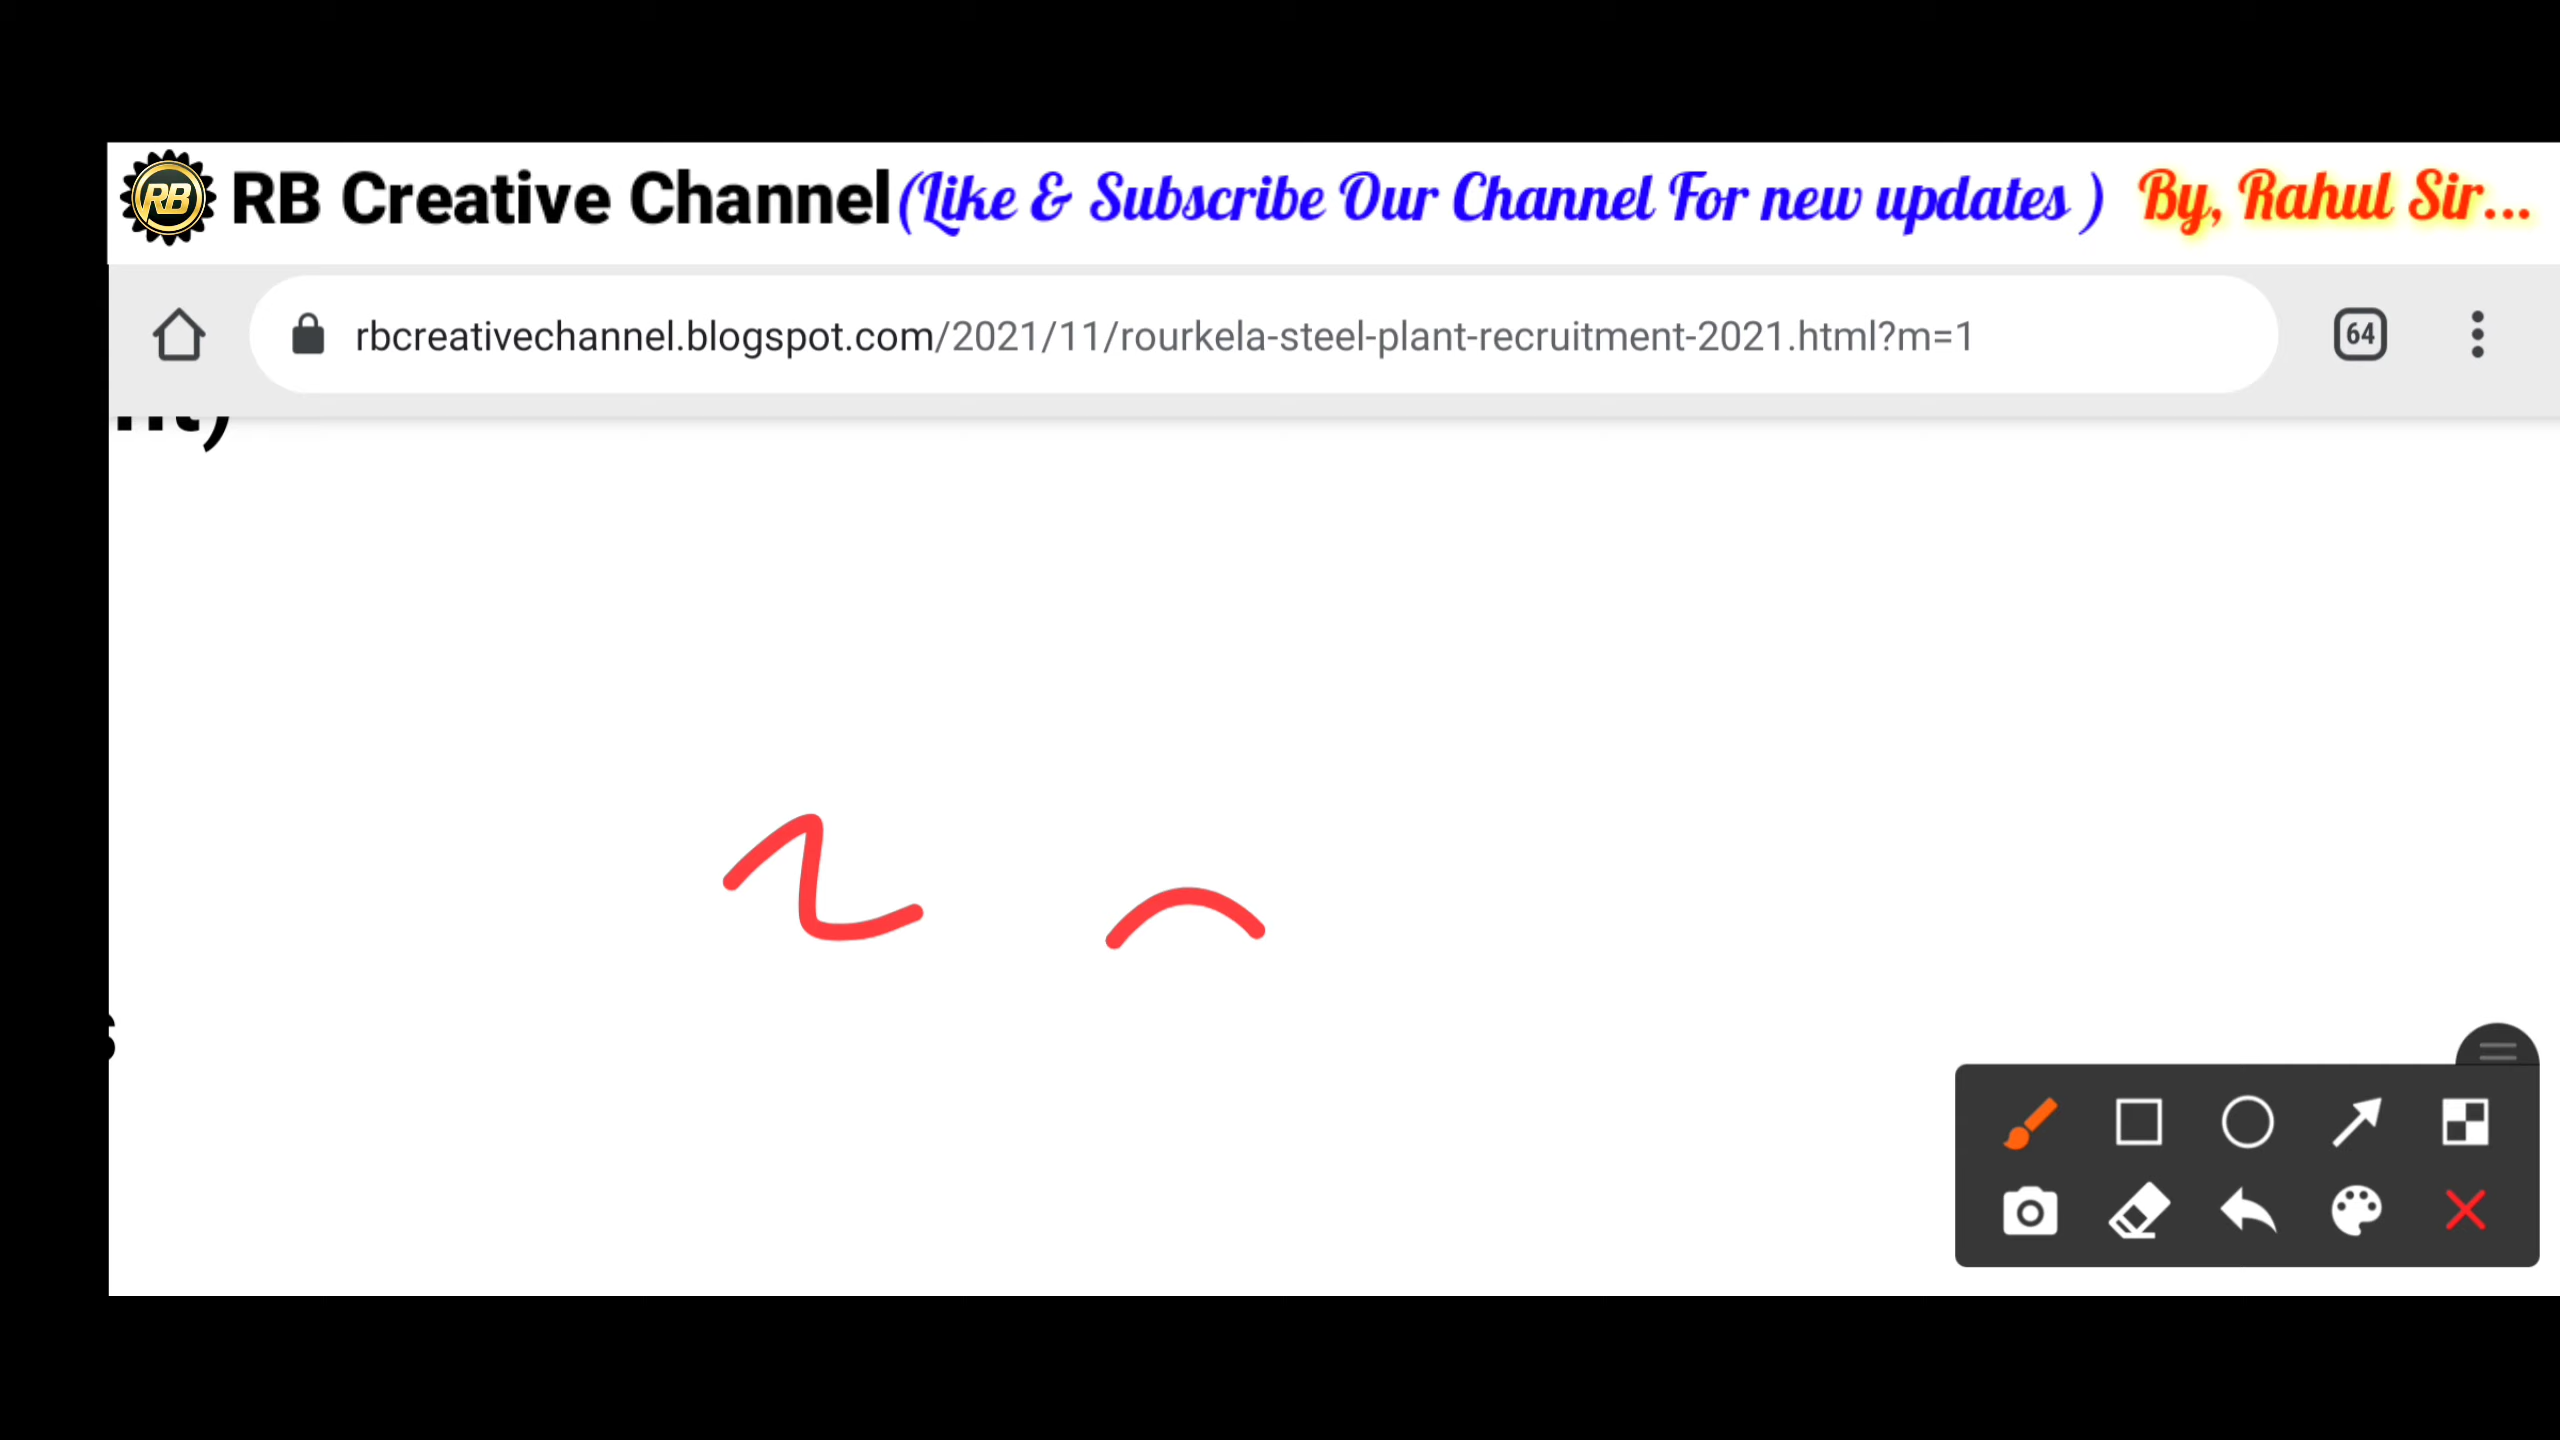 RB RB Creative Channel (Like & Subscribe Our Channel For new updates ) By, Rahul Sir...
rbcreativechannel.blogspot.com/2021/11/rourkela-steel-plant-recruitment-2021.html?m=1 64